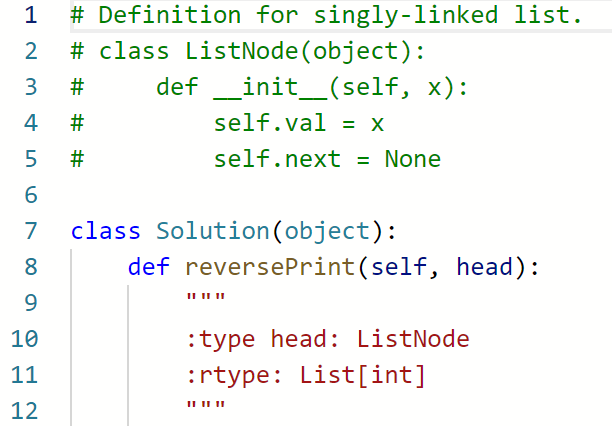 1 # Definition for singly-linked list.
2 # class ListNode(object):
3 #     def __init__(self, x):
4 #         self.val = x
5 #         self.next = None
6
7 class Solution(object):
8     def reversePrint(self, head):
9         """
10         :type head: ListNode
11         :rtype: List[int]
12         """